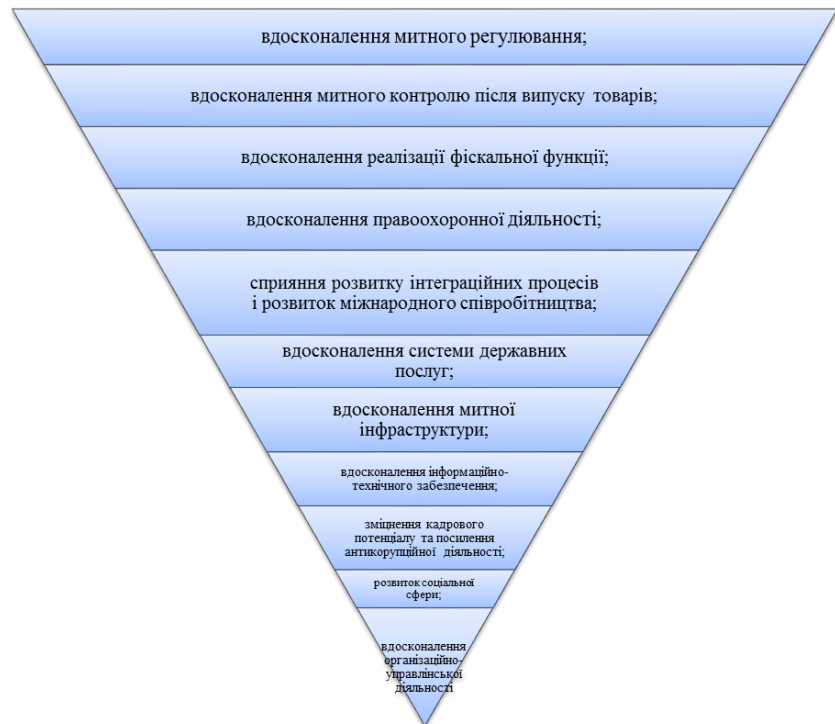 вдосконалення митного регулювання;
вдосконалення митного контролю після випуску товарів;
вдосконалення реалізації фіскальної функції;
вдосконалення правоохоронної діяльності;
сприяння розвитку інтеграційних процесів
і розвиток міжнародного співробітництва;
вдосконалення системи державних
послуг;
вдосконалення митної
інфраструктури;
вдосконалення інформаційно-
технічного забезпечення;
зміцнення кадрового
потенціалу та посилення
антикорупційної діяльності;
розвиток соціальної
сфери;
вдосконалення
організаційно-
управлінської
діяльності